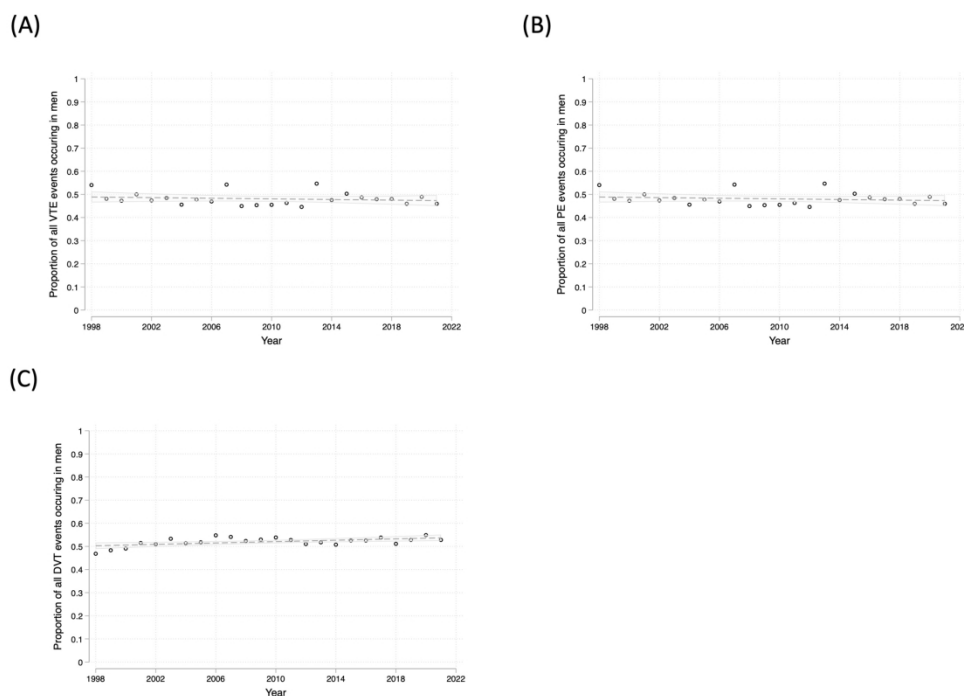 (A)
(B)
Proportion of all VTE events occuring in men
1
0.9
0.8
0.7
0.6
0.5
0.4
0.3
0.2
0.1
0
1998 2002 2006 2010 2014 2018 2022
Year
Proportion of all PE events occuring in men
1
0.9
0.8
0.7
0.6
0.5
0.4
0.3
0.2
0.1
0
1998 2002 2006 2010 2014 2018 202
Year
(C)
Proportion of all DVT events occuring in men
1
0.9
0.8
0.7
0.6
0.5
0.4
0.3
0.2
0.1
0
1998 2002 2006 2010 2014 2018 2022
Year